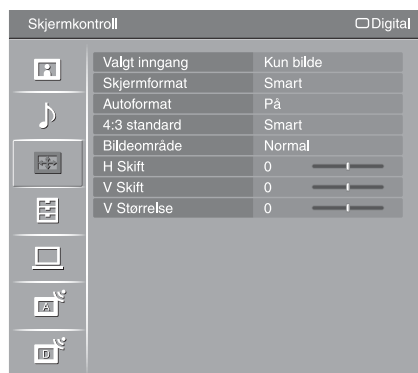 Skjermkontroll Digital
Valgt inngang Kun bilde
Skjermformat Smart
Autoformat På
4:3 standard Smart
Bildeområde Normal
H Skift 0
V Skift 0
V Størrelse 0
A
D